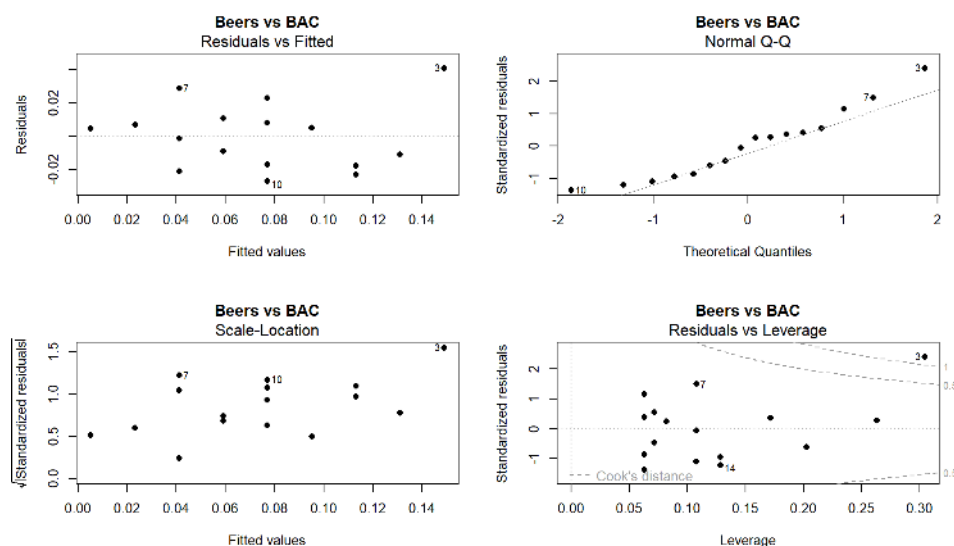 Beers vs BAC
Residuals vs Fitted
Residuals
0.02
-0.02
3
7
10
0.00 0.02 0.04 0.06 0.08 0.10 0.12 0.14
Fitted values
Beers vs BAC
Normal Q-Q
Standardized residuals
2
1
0
-1
3
7
10
-2 -1 0 1 2
Theoretical Quantiles
Beers vs BAC
Scale-Location
√|Standardized residuals|
1.5
1.0
0.5
0.0
3
7
10
0.00 0.02 0.04 0.06 0.08 0.10 0.12 0.14
Fitted values
Beers vs BAC
Residuals vs Leverage
Standardized residuals
2
1
0
-1
3
7
14
1
Cook's distance
0.00 0.05 0.10 0.15 0.20 0.25 0.30
Leverage